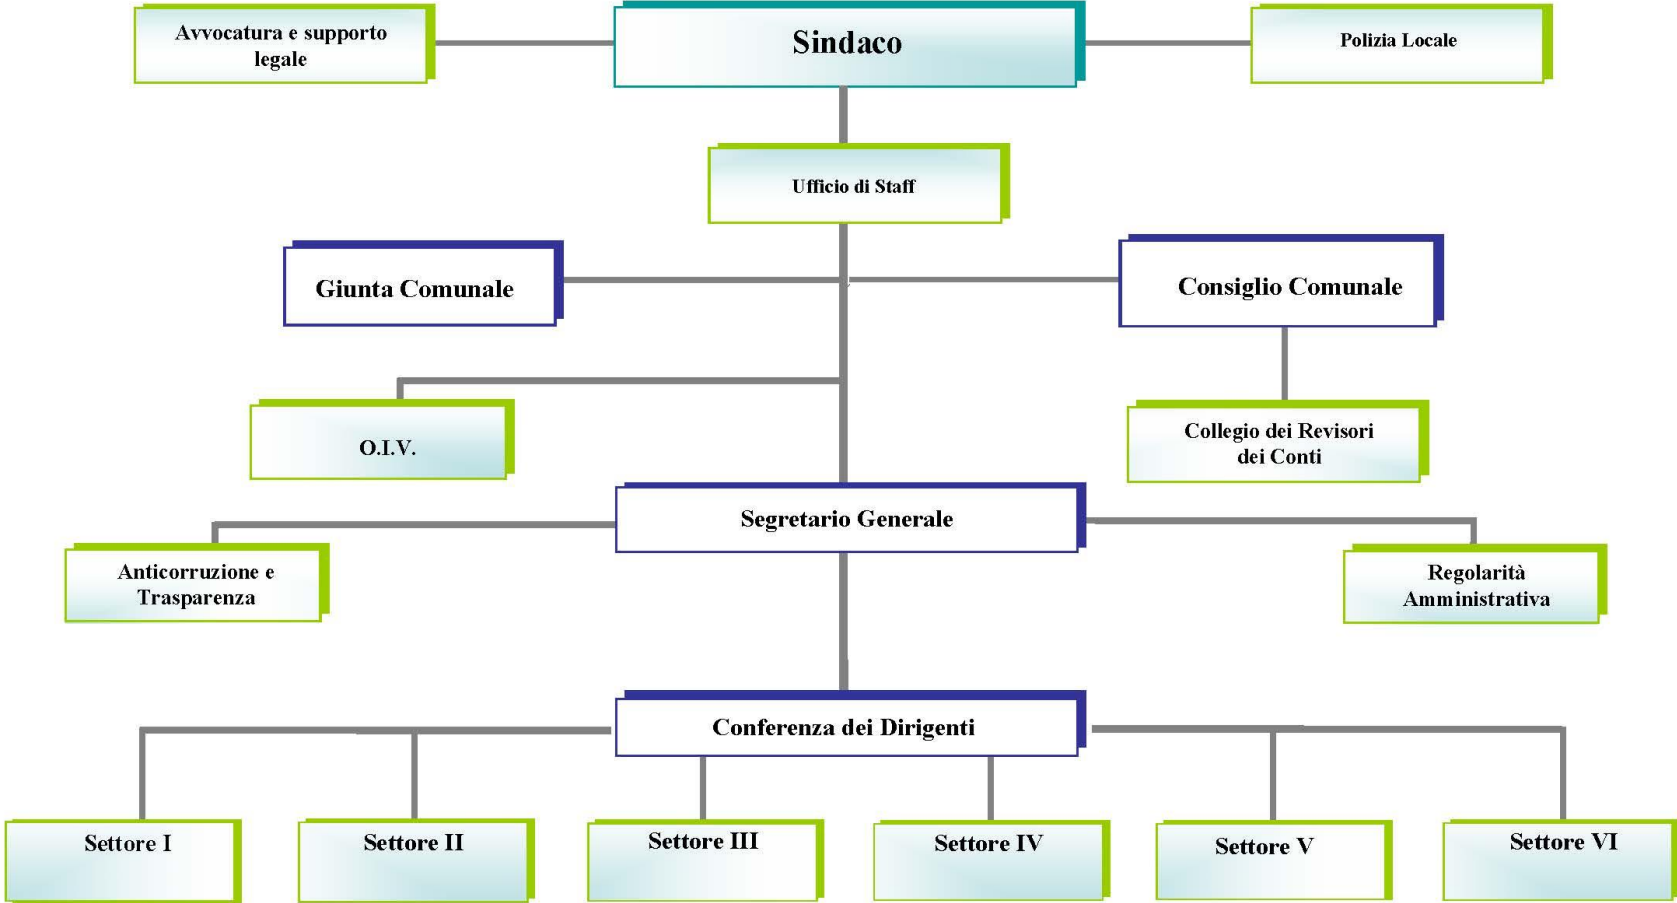 Avvocatura e supporto
legale
Sindaco
Polizia Locale
Ufficio di Staff
Giunta Comunale
Consiglio Comunale
O.I.V.
Collegio dei Revisori
dei Conti
Segretario Generale
Anticorruzione e
Trasparenza
Regolarità
Amministrativa
Conferenza dei Dirigenti
Settore I
Settore II
Settore III
Settore IV
Settore V
Settore VI